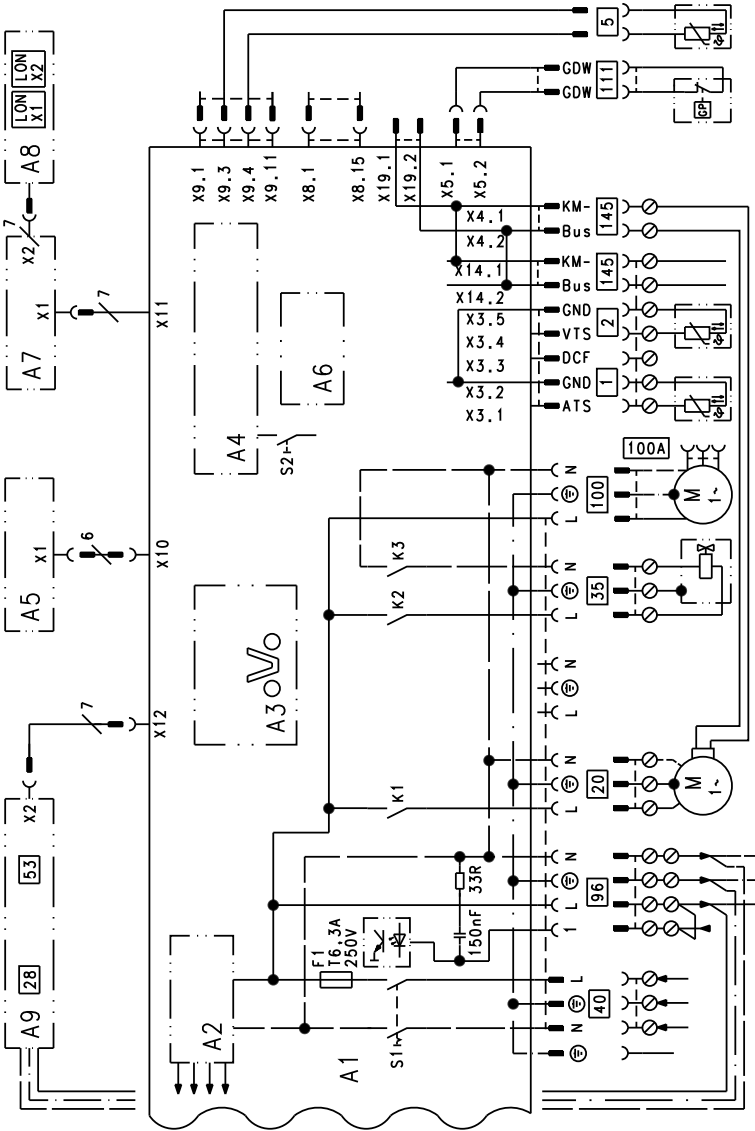 5
GDW
111
GDW
GP
LON
X2
LON
X1
A8
X9.1
X9.3
X9.4
X9.11
X8.1
X8.15
X19.1
X19.2
X5.1
X5.2
7
X2
X1
A7
7
X11
A4
A6
S2
X4.1
X4.2
X14.1
X14.2
X3.5
X3.4
X3.3
X3.2
X3.1
KM-
145
Bus
KM-
145
Bus
GND
2
VTS
DCF
GND
1
ATS
100A
N
100
L
M
1~
X1
A5
6
X10
K3
K2
N
35
L
A3
N
L
7
X12
K1
N
20
L
M
1~
X2
53
28
A9
33R
150nF
N
L
96
1
F1
T6,3A
250V
A2
A1
S1
L
40
N